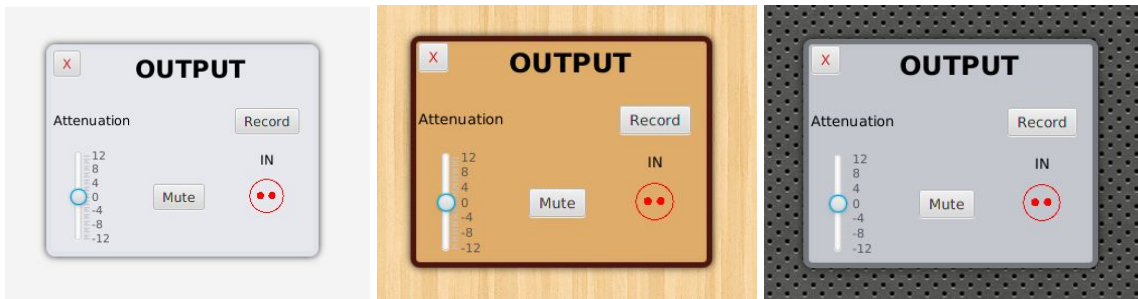 X
OUTPUT
Attenuation
Record
12
8
4
0
-4
-8
-12
Mute
IN
X
OUTPUT
Attenuation
Record
12
8
4
0
-4
-8
-12
Mute
IN
X
OUTPUT
Attenuation
Record
12
8
4
0
-4
-8
-12
Mute
IN